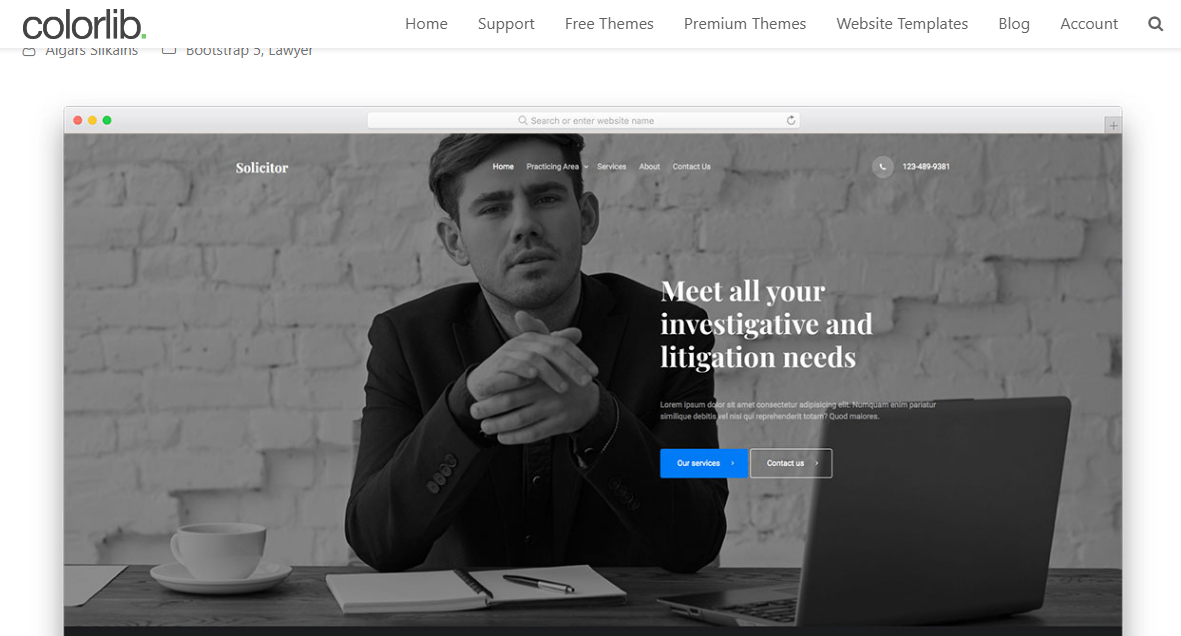 colorlib.
Home Support Free Themes Premium Themes Website Templates Blog Account
Aigars Silkalns Bootstrap 5, Lawyer
Search or enter website name
Solicitor
Home Practicing Area Services About Contact Us
123-489-9381
Meet all your
investigative and
litigation needs
Lorem ipsum dolor sit amet consectetur adipisicing elit. Numquam enim pariatur
similique debitis vel nisi qui reprehenderit totam? Quod maiores.
Our services
Contact us